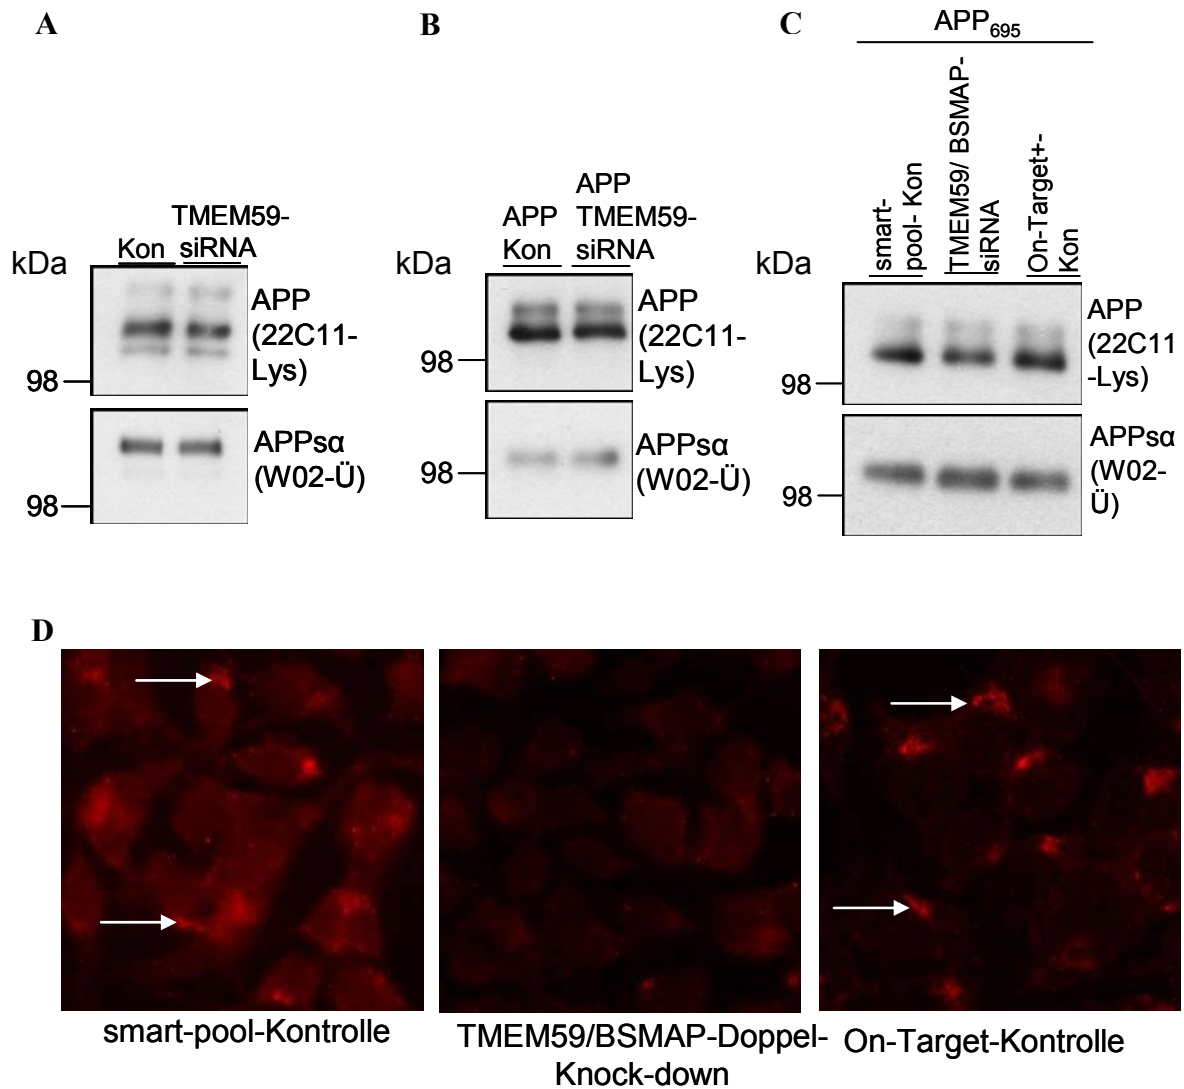 A
TMEM59-
Kon siRNA
kDa
APP
(22C11-
Lys)
98
APPsα
(W02-Ü)
98
B
APP
APP TMEM59-
Kon siRNA
kDa
APP
(22C11-
Lys)
98
APPsα
(W02-Ü)
98
C
APP695
smart-
pool- Kon
TMEM59/ BSMAP-
siRNA
On-Target+-
Kon
kDa
APP
(22C11
-Lys)
98
APPsα
(W02-
Ü)
98
D
smart-pool-Kontrolle
TMEM59/BSMAP-Doppel-
Knock-down
On-Target-Kontrolle